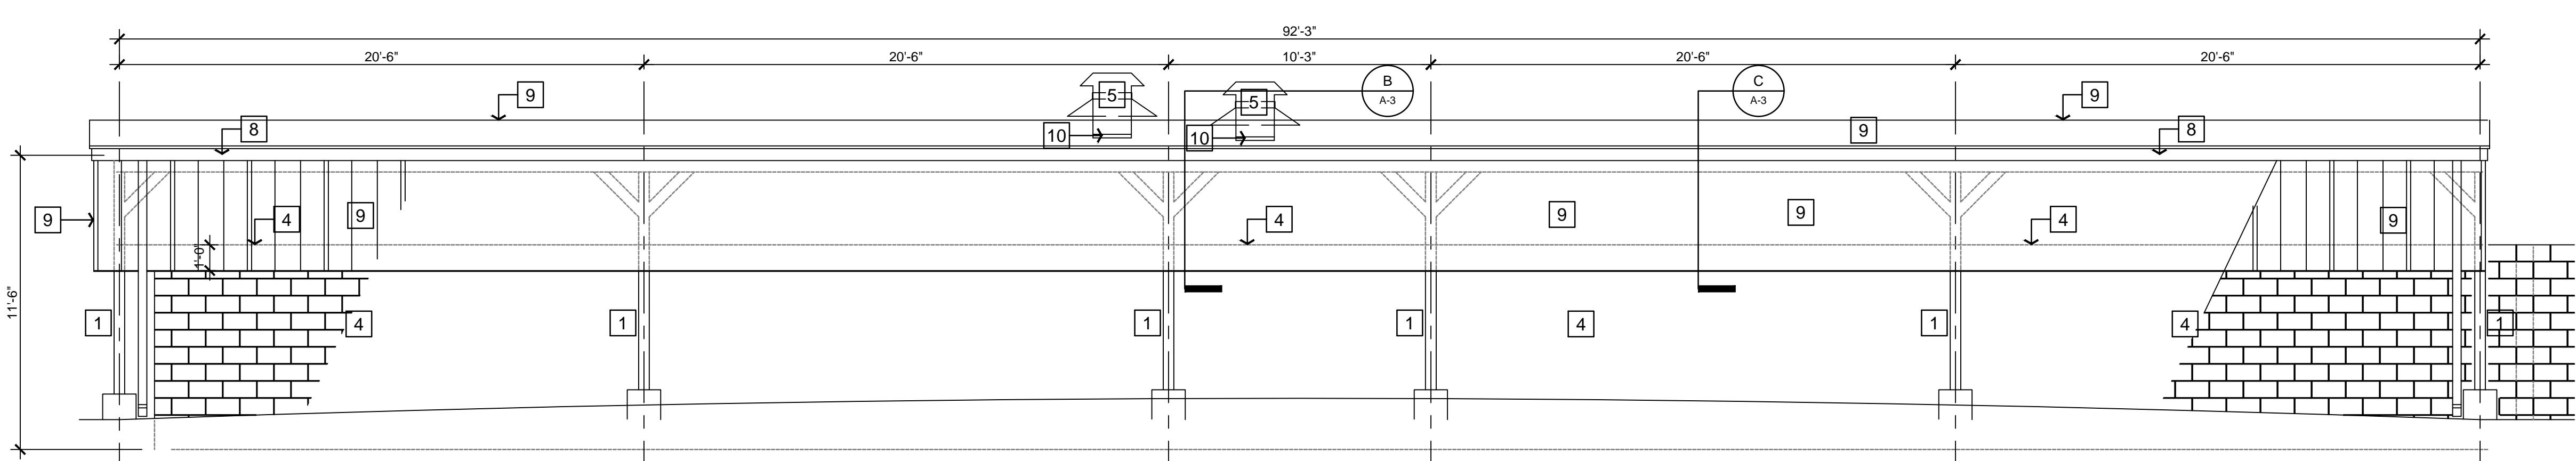 92'-3"
20'-6" 20'-6" 10'-3" 20'-6" 20'-6"
B
A-3
C
A-3
9 5 5 9
8 10 10 9 8
9 4 9 4 9 9 4 9
1'-0"
11'-6"
1 4 1 1 1 4 1 4 1